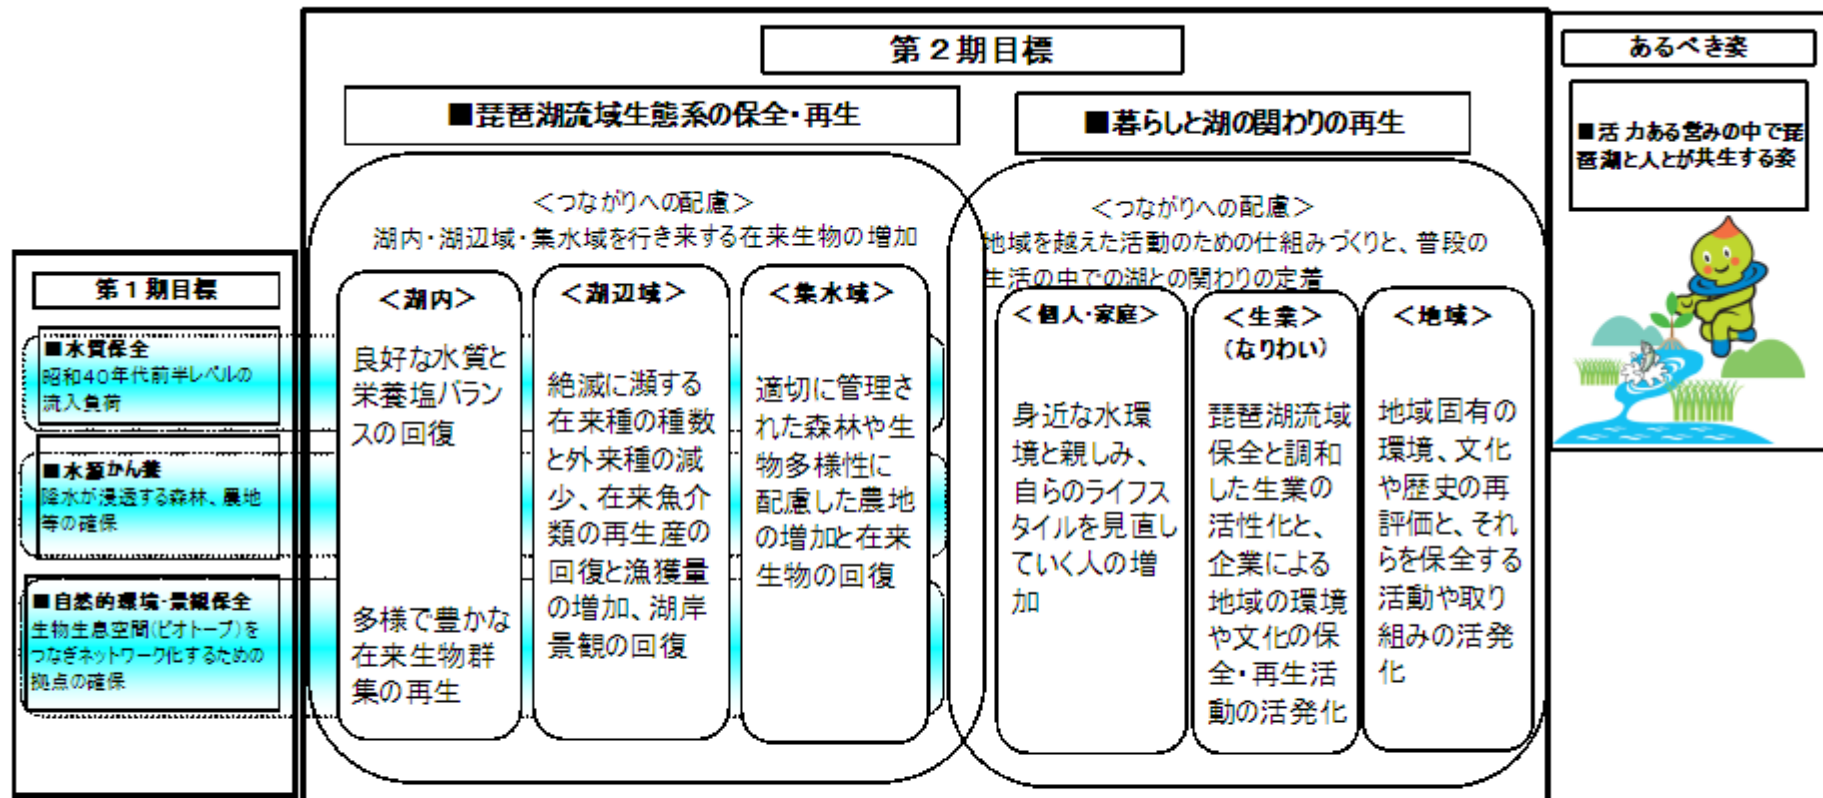 第2期目標
■琵琶湖流域生態系の保全・再生
<つながりへの配慮>
湖内・湖辺域・集水域を行き来する在来生物の増加
<湖内>
良好な水質と
栄養塩バラン
スの回復
多様で豊かな
在来生物群
集の再生
<湖辺域>
絶滅に瀕する
在来種の種数
と外来種の減
少、在来魚介
類の再生産の
回復と漁獲量
の増加、湖岸
景観の回復
<集水域>
適切に管理さ
れた森林や生
物多様性に
配慮した農地
の増加と在来
生物の回復
■暮らしと湖の関わりの再生
<つながりへの配慮>
地域を越えた活動のための仕組みづくりと、普段の
生活の中での湖との関わりの定着
<個人・家庭>
身近な水環
境と親しみ、
自らのライフス
タイルを見直し
ていく人の増
加
<生業>
(なりわい)
琵琶湖流域
保全と調和
した生業の
活性化と、
企業による
地域の環境
や文化の保
全・再生活
動の活発化
<地域>
地域固有の
環境、文化
や歴史の再
評価と、それ
らを保全する
活動や取り
組みの活発
化
第1期目標
■水質保全
昭和40年代前半レベルの
流入負荷
■水源かん養
降水が浸透する森林、農地
等の確保
■自然的環境・景観保全
生物生息空間(ビオトープ)を
つなぎネットワーク化するための
拠点の確保
あるべき姿
■活力ある営みの中で琵
琶湖と人とが共生する姿